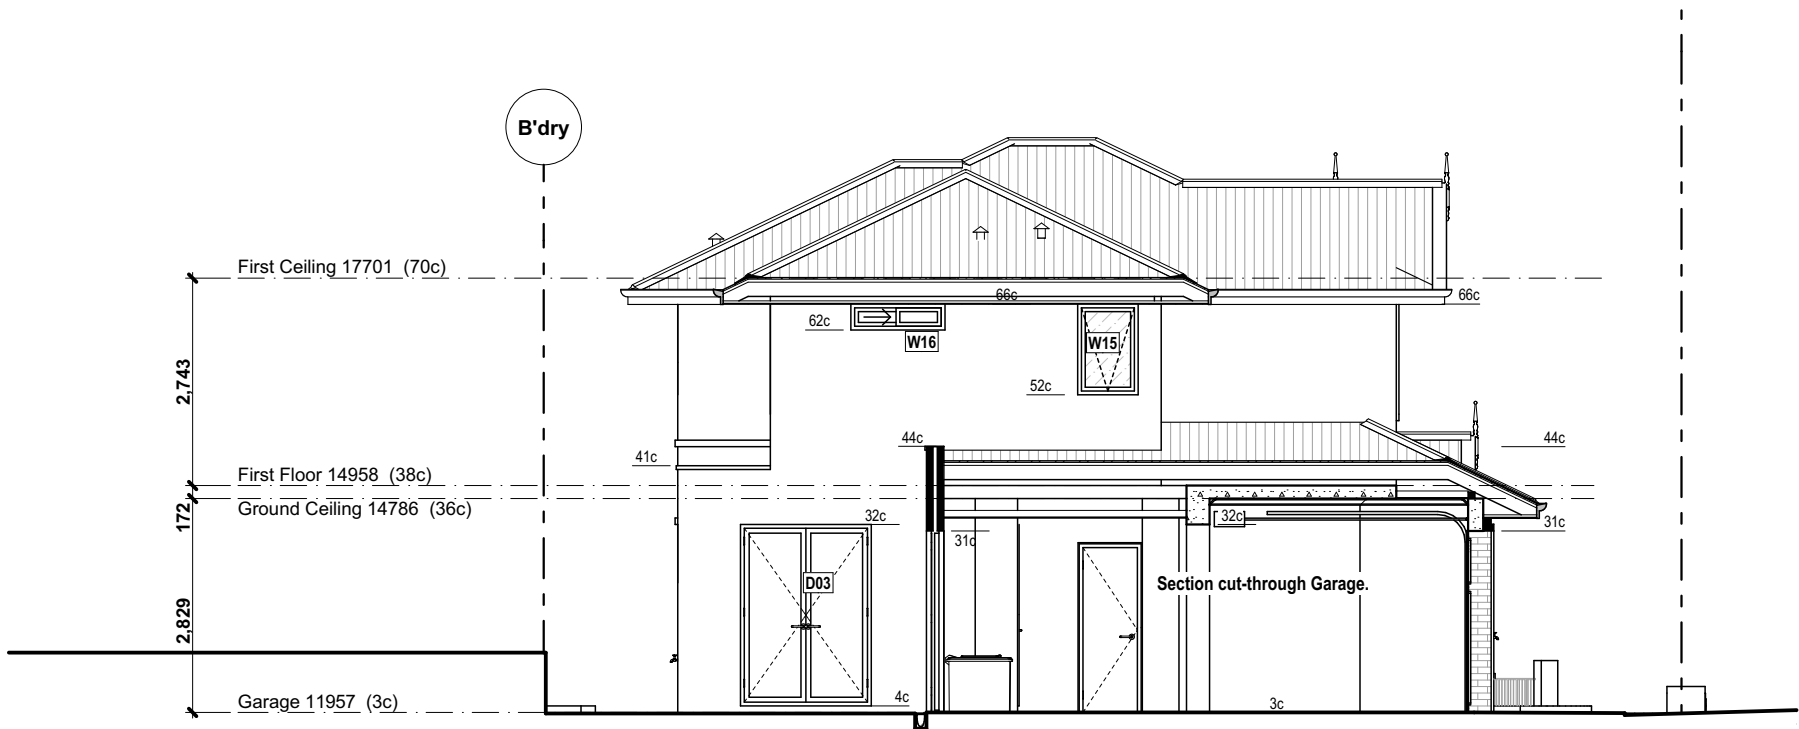 B'dry
First Ceiling 17701 (70c)
66c
66c
62c
W16
W15
2,743
52c
44c
44c
41c
First Floor 14958 (38c)
172
Ground Ceiling 14786 (36c)
32c
32c
31c
31c
D03
Section cut-through Garage.
2,829
Garage 11957 (3c)
4c
3c